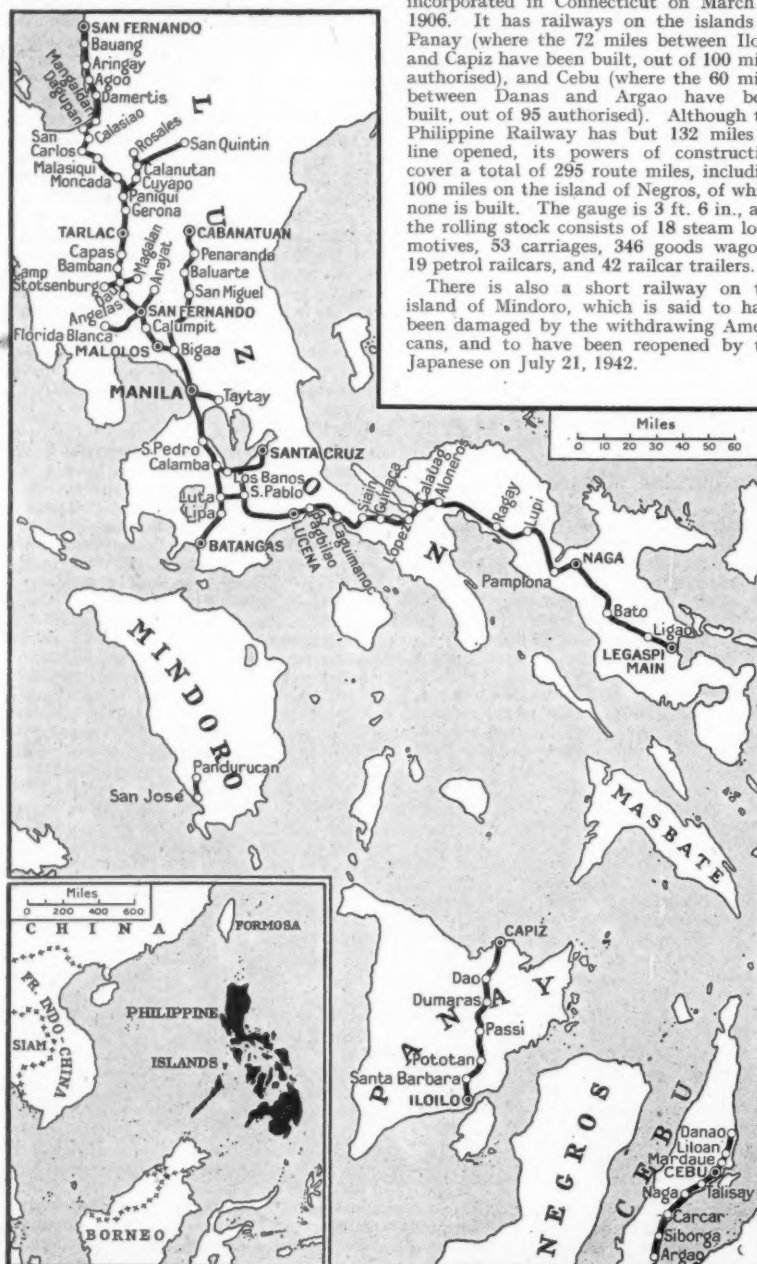 incorporated in Connecticut on March
1906. It has railways on the islands
Panay (where the 72 miles between Ilo
and Capiz have been built, out of 100 mi
authorised), and Cebu (where the 60 mi
between Danas and Argao have be
built, out of 95 authorised). Although t
Philippine Railway has but 132 miles
line opened, its powers of constructi
cover a total of 295 route miles, includi
100 miles on the island of Negros, of whi
none is built. The gauge is 3 ft. 6 in., a
the rolling stock consists of 18 steam lo
motives, 53 carriages, 346 goods wago
19 petrol railcars, and 42 railcar trailers.
There is also a short railway on t
island of Mindoro, which is said to ha
been damaged by the withdrawing Ame
cans, and to have been reopened by t
Japanese on July 21, 1942.
SAN FERNANDO
Bauang
Aringay
Agoo
Damertis
Mangaldan
Dagupan
Calasiao
San
Carlos
Malasiqui
Moncada
Rosales
San Quintin
Calanutan
Cuyapo
Paniqui
Gerona
TARLAC
CABANATUAN
Capas
Bamban
Magalan
Arayat
Penaranda
Baluarte
San Miguel
Camp
Stotsenburg
Dau
Angelas
SAN FERNANDO
Florida Blanca
Calumpit
MALOLOS
Bigaa
MANILA
Taytay
LUZON
S.Pedro
Calamba
SANTA CRUZ
Los Banos
S.Pablo
Luta
Lipa
BATANGAS
LUCENA
Pagbilao
Laguimanoc
Siain
Guinaca
Lopez
Calauag
Aloneros
Ragay
Lupi
Pamplona
NAGA
Bato
Ligao
LEGASPI
MAIN
Miles
0 20 40 60
MINDORO
Pandurucan
San José
MASBATE
CAPIZ
Dao
Dumaras
Passi
Pototan
Santa Barbara
ILOILO
PANAY
NEGROS
CEBU
Danao
Liloan
Mardaue
CEBU
Talisay
Naga
Carcar
Siborga
Argao
Miles
0 200 400 600
CHINA
FORMOSA
FR. INDO-CHINA
SIAM
PHILIPPINE
ISLANDS
BORNEO